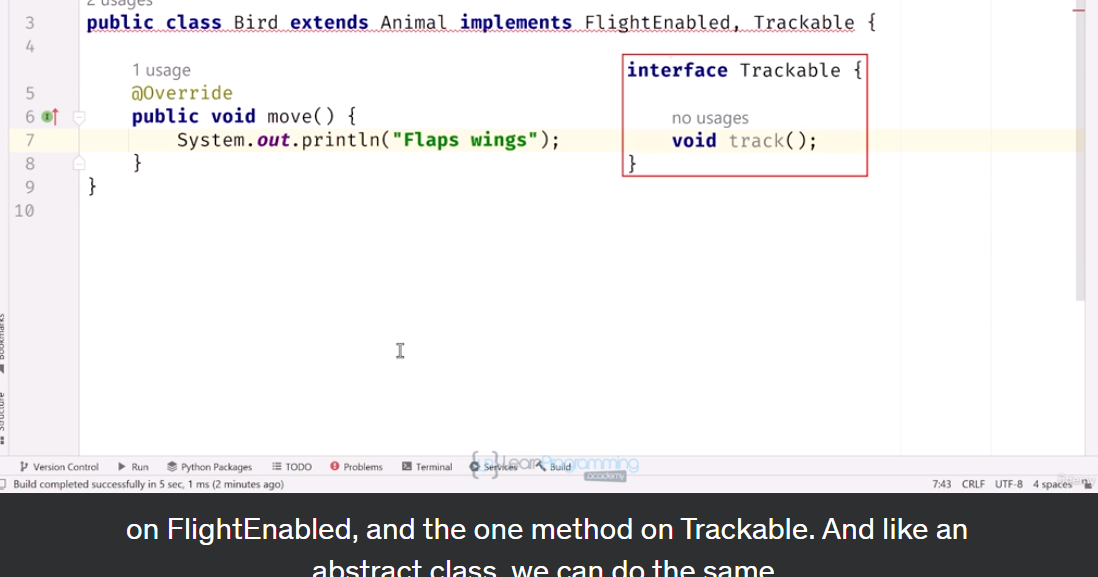 2 usages
3 public class Bird extends Animal implements FlightEnabled, Trackable {
4
1 usage
5 @Override
6 public void move() {
7 System.out.println("Flaps wings");
8 }
9 }
10
interface Trackable {
no usages
void track();
}
Bookmarks
Structure
Version Control Run Python Packages TODO Problems Terminal Services Build
LearnProgramming
academy
Build completed successfully in 5 sec, 1 ms (2 minutes ago) 7:43 CRLF UTF-8 4 spaces
on FlightEnabled, and the one method on Trackable. And like an
abstract class, we can do the same